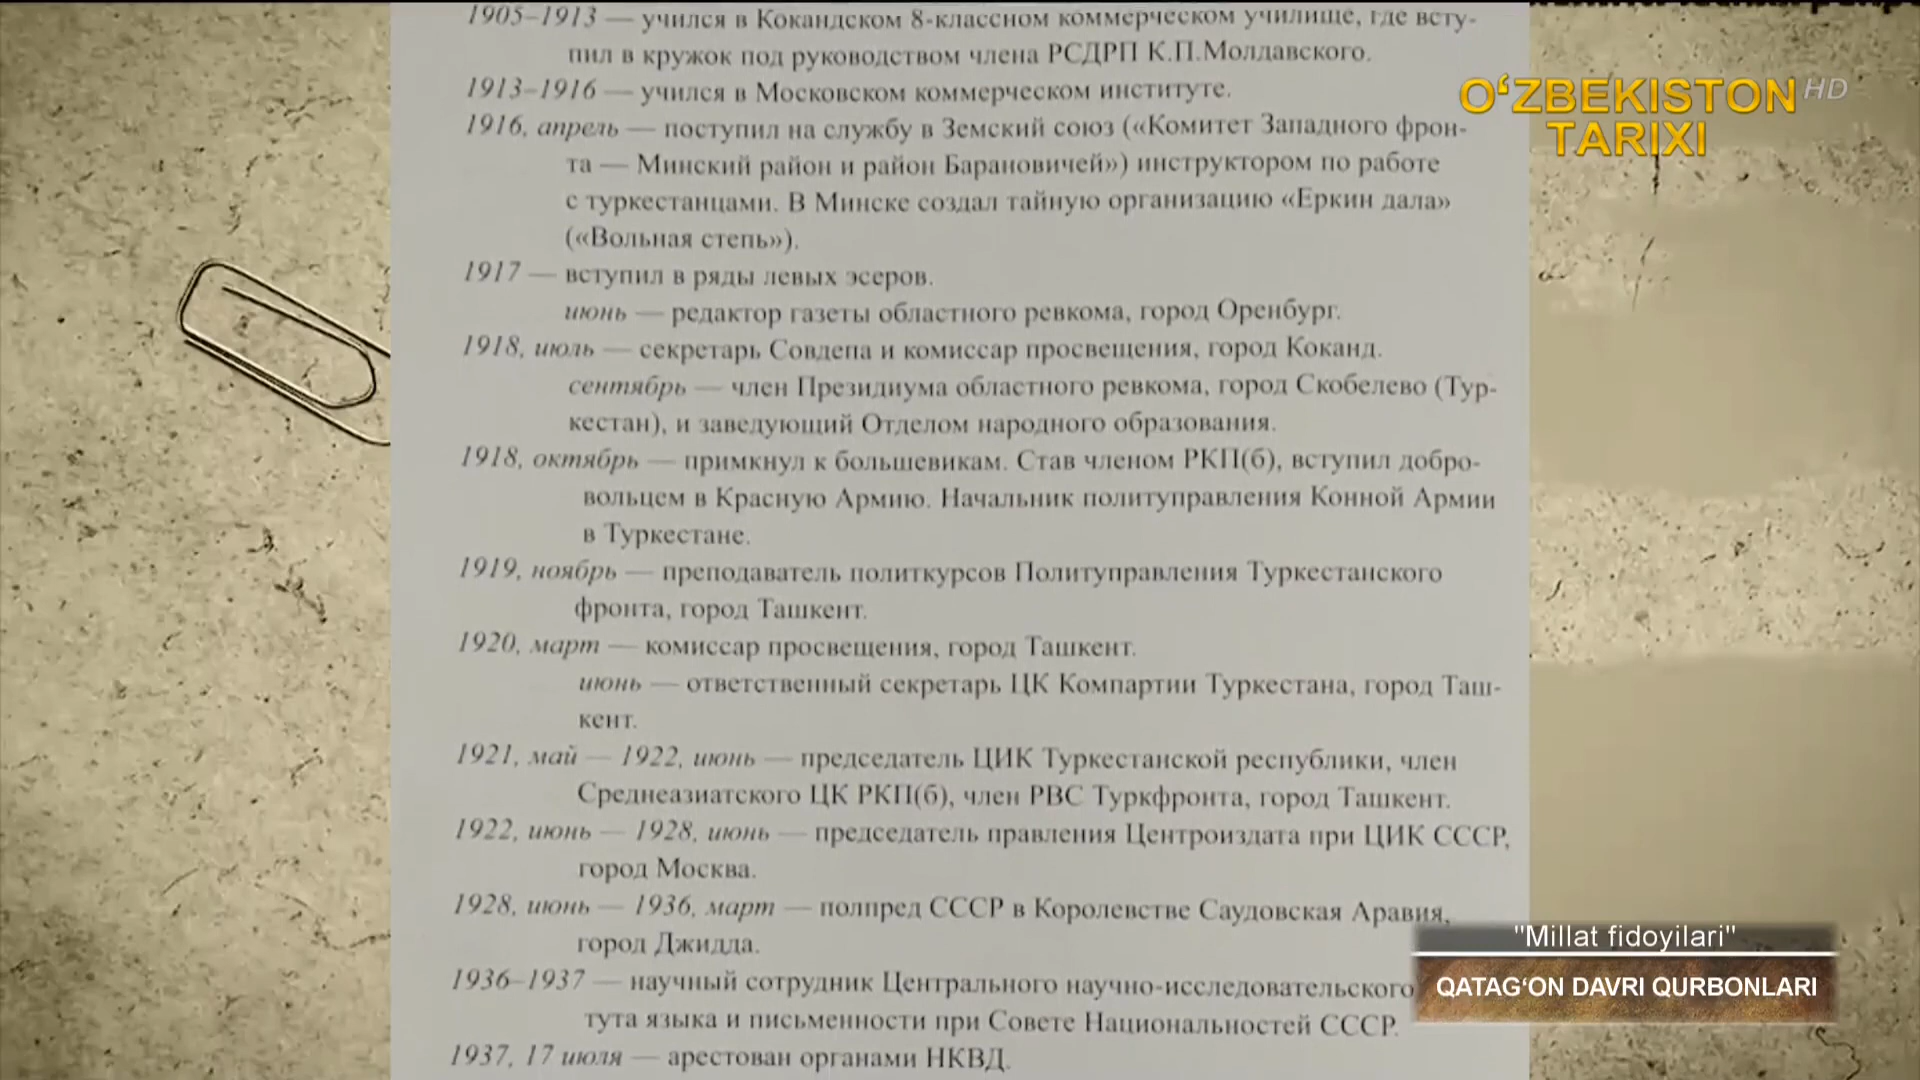 1905–1913 — учился в Кокандском 8-классном коммерческом училище, где всту-
пил в кружок под руководством члена РСДРП К.П.Молдавского.
1913–1916 — учился в Московском коммерческом институте.
1916, апрель — поступил на службу в Земский союз («Комитет Западного фрон-
та — Минский район и район Барановичей») инструктором по работе
с туркестанцами. В Минске создал тайную организацию «Еркин дала»
(«Вольная степь»).
1917 — вступил в ряды левых эсеров.
июнь — редактор газеты областного ревкома, город Оренбург.
1918, июль — секретарь Совдепа и комиссар просвещения, город Коканд.
сентябрь — член Президиума областного ревкома, город Скобелево (Тур-
кестан), и заведующий Отделом народного образования.
1918, октябрь — примкнул к большевикам. Став членом РКП(б), вступил добро-
вольцем в Красную Армию. Начальник политуправления Конной Армии
в Туркестане.
1919, ноябрь — преподаватель политкурсов Политуправления Туркестанского
фронта, город Ташкент.
1920, март — комиссар просвещения, город Ташкент.
июнь — ответственный секретарь ЦК Компартии Туркестана, город Таш-
кент.
1921, май — 1922, июнь — председатель ЦИК Туркестанской республики, член
Среднеазиатского ЦК РКП(б), член РВС Туркфронта, город Ташкент.
1922, июнь — 1928, июнь — председатель правления Центроиздата при ЦИК СССР,
город Москва.
1928, июнь — 1936, март — полпред СССР в Королевстве Саудовская Аравия,
город Джидда.
1936–1937 — научный сотрудник Центрального научно-исследовательского
тута языка и письменности при Совете Национальностей СССР.
1937, 17 июля — арестован органами НКВД.
O‘ZBEKISTON HD
TARIXI
"Millat fidoyilari"
QATAG‘ON DAVRI QURBONLARI